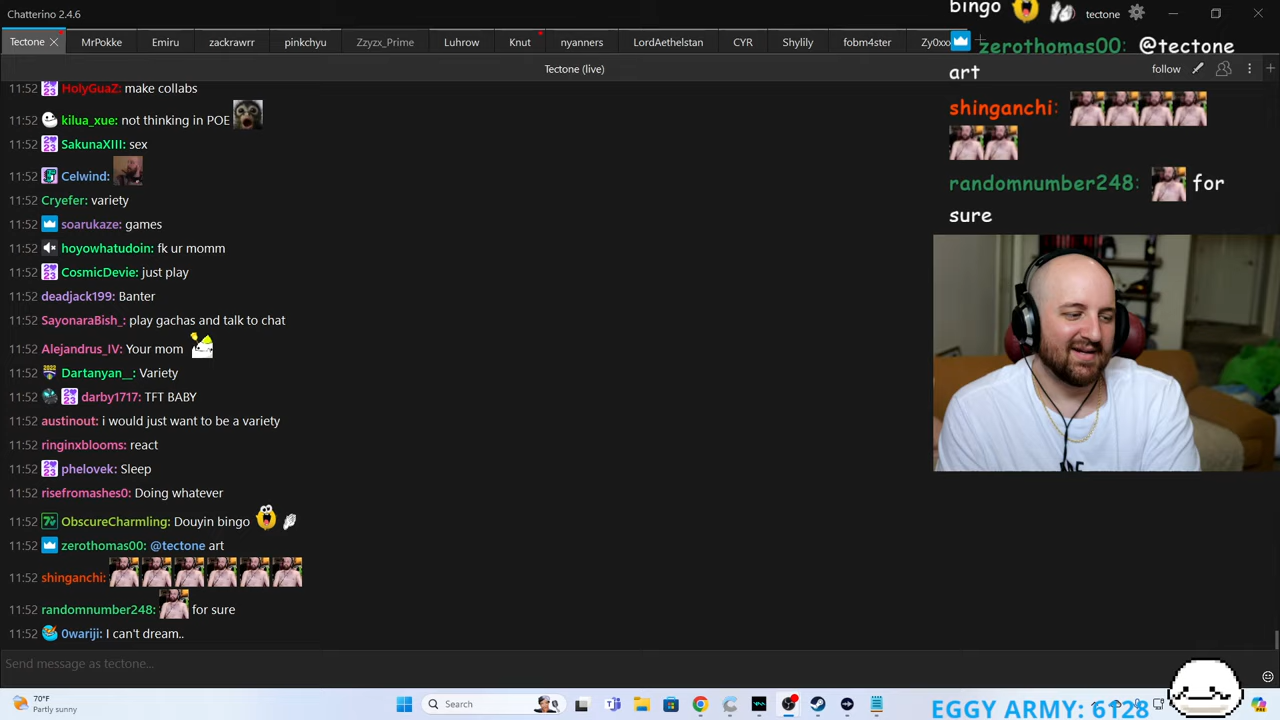 Chatterino 2.4.6
bingo
tectone
Tectone
MrPokke
Emiru
zackrawrr
pinkchyu
Zzyzx_Prime
Luhrow
Knut
nyanners
LordAethelstan
CYR
Shylily
fobm4ster
Zy0xx
Tectone (live)
follow
zerothomas00: @tectone
art
shinganchi:
randomnumber248: for
sure
11:52 HolyGuaZ: make collabs
11:52 kilua_xue: not thinking in POE
11:52 SakunaXIII: sex
11:52 Celwind:
11:52 Cryefer: variety
11:52 soarukaze: games
11:52 hoyowhatudoin: fk ur momm
11:52 CosmicDevie: just play
11:52 deadjack199: Banter
11:52 SayonaraBish_: play gachas and talk to chat
11:52 Alejandrus_IV: Your mom
11:52 Dartanyan__: Variety
11:52 darby1717: TFT BABY
11:52 austinout: i would just want to be a variety
11:52 ringinxblooms: react
11:52 phelovek: Sleep
11:52 risefromashes0: Doing whatever
11:52 ObscureCharmling: Douyin bingo
11:52 zerothomas00: @tectone art
11:52 shinganchi:
11:52 randomnumber248: for sure
11:52 0wariji: I can't dream..
Send message as tectone...
70°F
Partly sunny
Search
EGGY ARMY: 6128